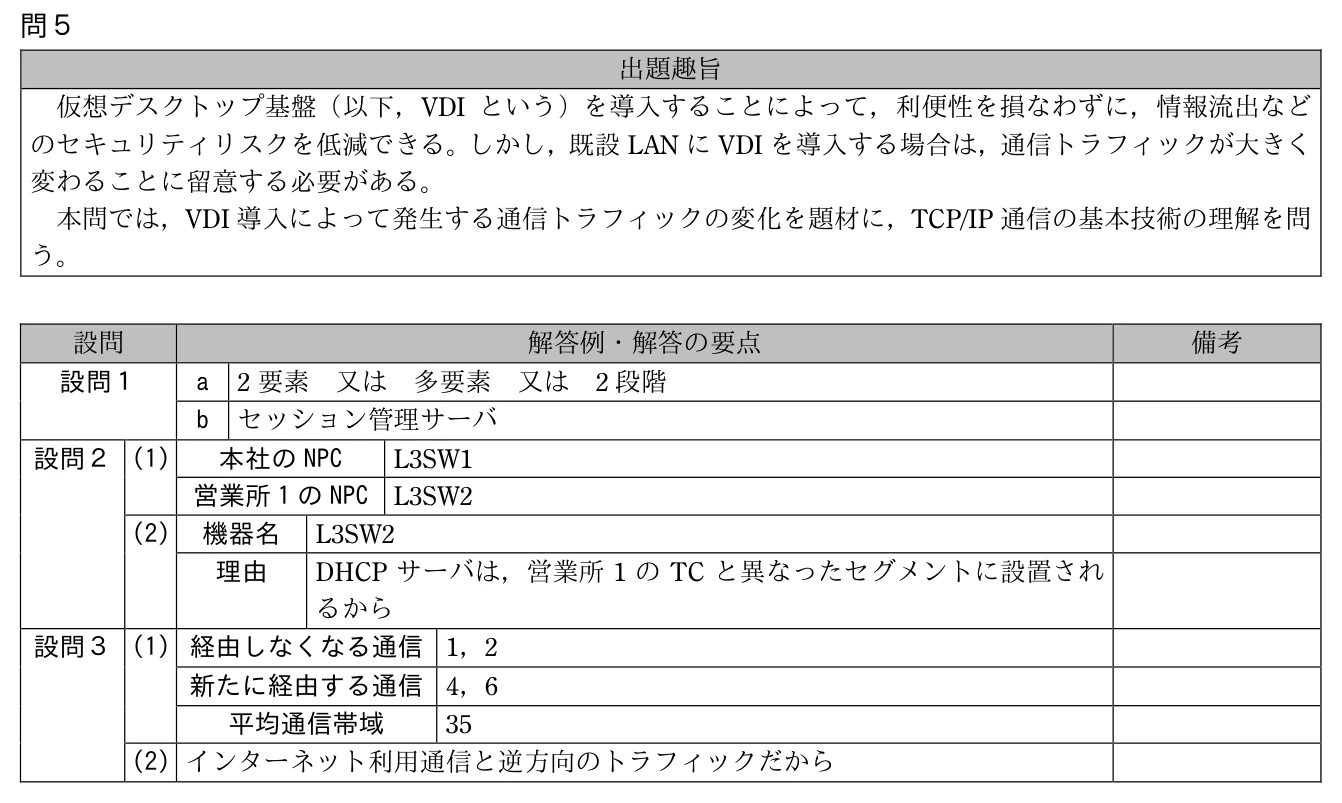 問5
出題趣旨
仮想デスクトップ基盤（以下，VDI という）を導入することによって，利便性を損なわずに，情報流出など
のセキュリティリスクを低減できる。しかし，既設 LAN に VDI を導入する場合は，通信トラフィックが大きく
変わることに留意する必要がある。
本問では，VDI 導入によって発生する通信トラフィックの変化を題材に，TCP/IP 通信の基本技術の理解を問
う。
設問 解答例・解答の要点 備考
設問1 a 2要素 又は 多要素 又は 2段階
b セッション管理サーバ
設問2 (1) 本社の NPC L3SW1
営業所1の NPC L3SW2
(2) 機器名 L3SW2
理由 DHCP サーバは，営業所 1 の TC と異なったセグメントに設置され
るから
設問3 (1) 経由しなくなる通信 1，2
新たに経由する通信 4，6
平均通信帯域 35
(2) インターネット利用通信と逆方向のトラフィックだから